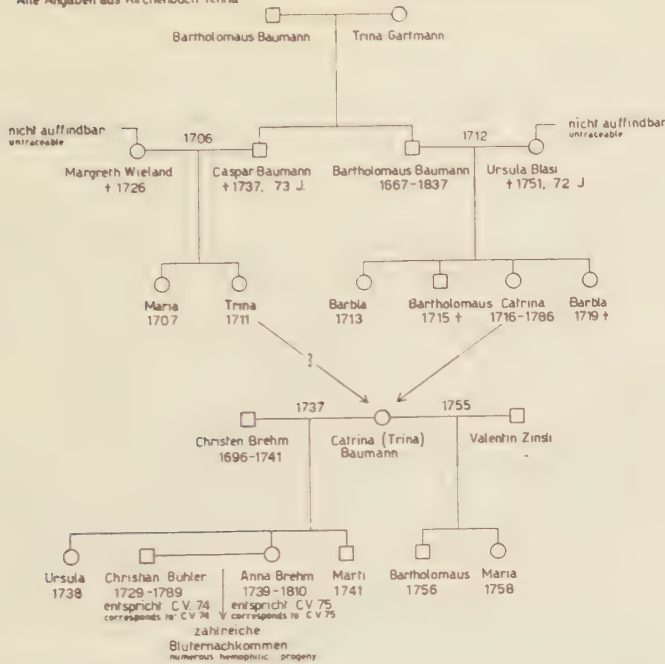 Alle Angaben aus Kirchenbuch Tenna
Bartholomaus Baumann Trina Gartmann
nicht auffindbar
untraceable
1706
1712
nicht auffindbar
untraceable
Margreth Wieland
† 1726
Caspar Baumann
† 1737, 73 J.
Bartholomaus Baumann
1667-1837
Ursula Blasi
† 1751, 72 J
Maria
1707
Trina
1711
Barbla
1713
Bartholomaus
1715 †
Catrina
1716-1786
Barbla
1719 †
?
1737
1755
Christen Brehm
1696-1741
Catrina (Trina)
Baumann
Valentin Zinsli
Ursula
1738
Christian Buhler
1729-1789
entspricht C V. 74
corresponds to C V 74
Anna Brehm
1739-1810
entspricht C V 75
corresponds to C V 75
Marti
1741
Bartholomaus
1756
Maria
1758
zahlreiche
Bluternachkommen
numerous hemophilic progeny